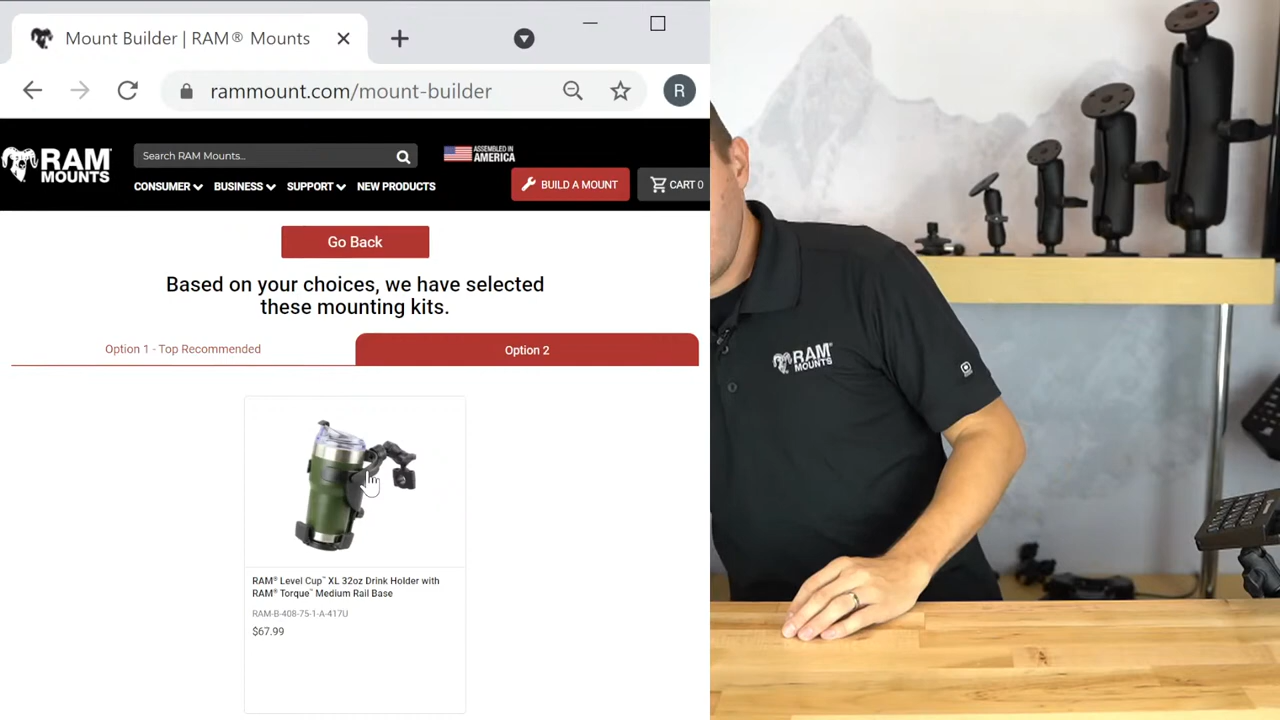 Mount Builder | RAM® Mounts
rammount.com/mount-builder
R
RAM
MOUNTS
Search RAM Mounts...
ASSEMBLED IN
AMERICA
CONSUMER BUSINESS SUPPORT NEW PRODUCTS
BUILD A MOUNT
CART 0
Go Back
Based on your choices, we have selected
these mounting kits.
Option 1 - Top Recommended
Option 2
RAM® Level Cup™ XL 32oz Drink Holder with
RAM® Torque™ Medium Rail Base
RAM-B-408-75-1-A-417U
$67.99
RAM®
MOUNTS